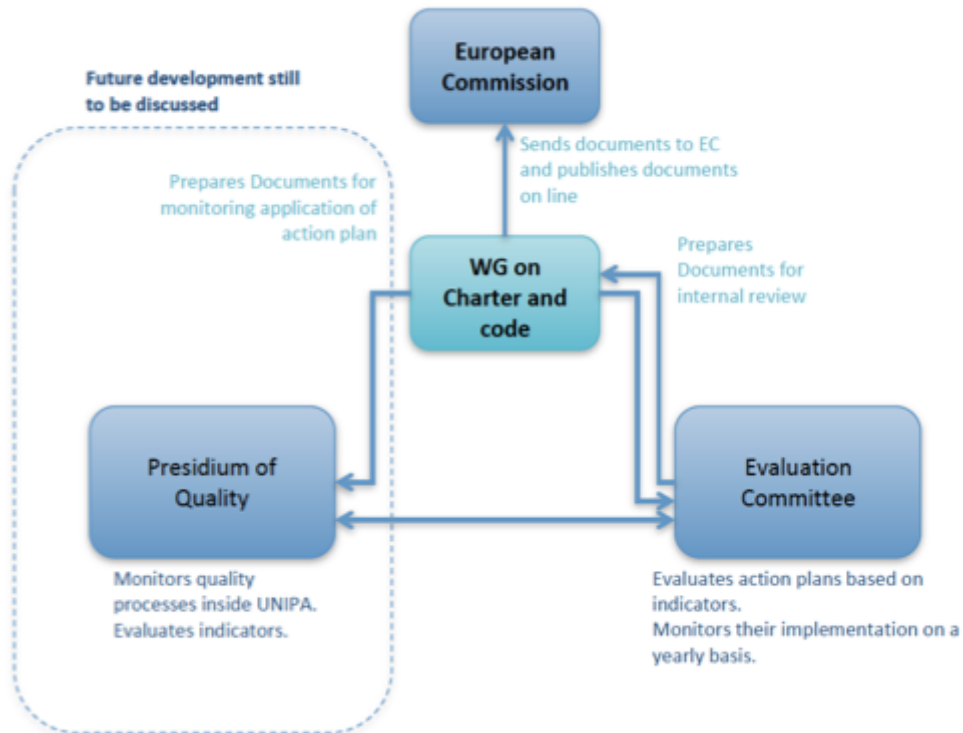 European
Commission
Future development still
to be discussed
Sends documents to EC
and publishes documents
on line
Prepares Documents for
monitoring application of
action plan
WG on
Charter and
code
Prepares
Documents for
internal review
Presidium of
Quality
Evaluation
Committee
Monitors quality
processes inside UNIPA.
Evaluates indicators.
Evaluates action plans based on
indicators.
Monitors their implementation on a
yearly basis.